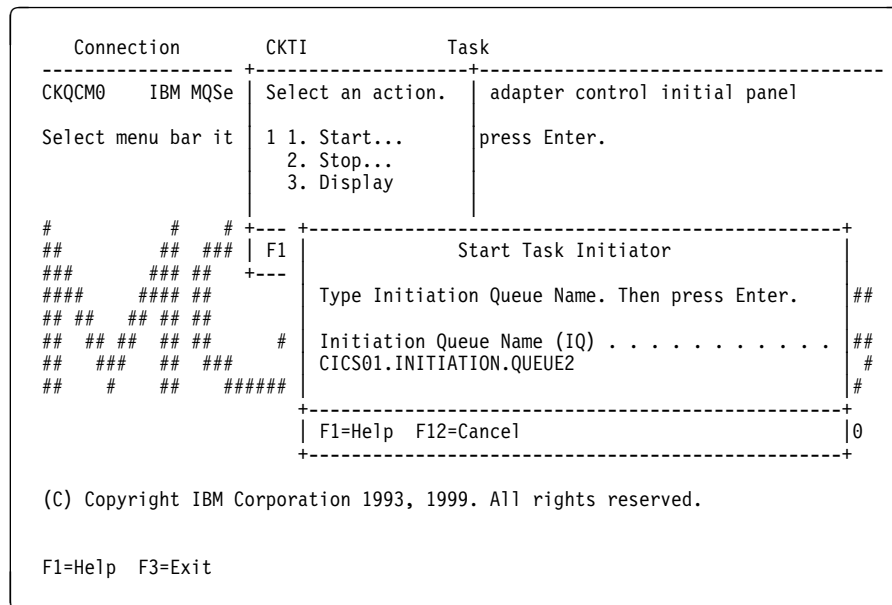 Connection CKTI Task
------------------- +---------------------+------------------------------------
CKQCM0 IBM MQSe | Select an action. | adapter control initial panel
Select menu bar it | 1 1. Start... |press Enter.
2. Stop...
3. Display
# # # +--- +-----------------------------------------------------+
## ## ### | F1 | Start Task Initiator |
### ### ## +---
#### #### ## | Type Initiation Queue Name. Then press Enter. |##
## ## ## ## ##
## ## ## ## ## # | Initiation Queue Name (IQ) . . . . . . . . . . . |##
## ### ## ### | CICS01.INITIATION.QUEUE2 | #
## # ## ###### | |#
+-----------------------------------------------------+
| F1=Help F12=Cancel |0
+-----------------------------------------------------+
(C) Copyright IBM Corporation 1993, 1999. All rights reserved.
F1=Help F3=Exit